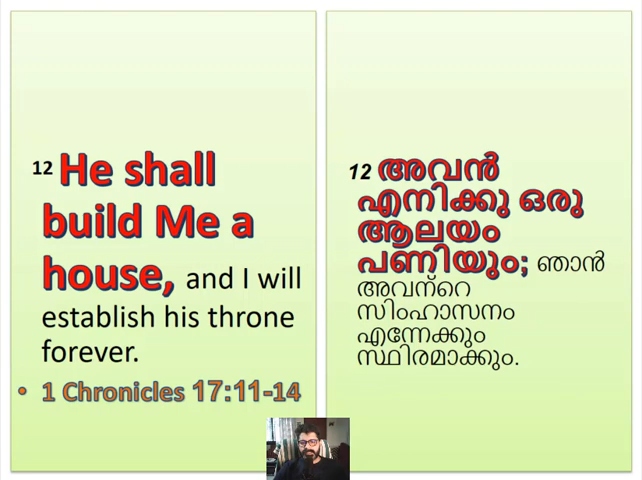 12 He shall
build Me a
house, and I will
establish his throne
forever.
• 1 Chronicles 17:11-14
12 അവൻ
എനിക്കു ഒരു
ആലയം
പണിയും; ഞാൻ
അവന്റെ
സിംഹാസനം
എന്നേക്കും
സ്ഥിരമാക്കും.